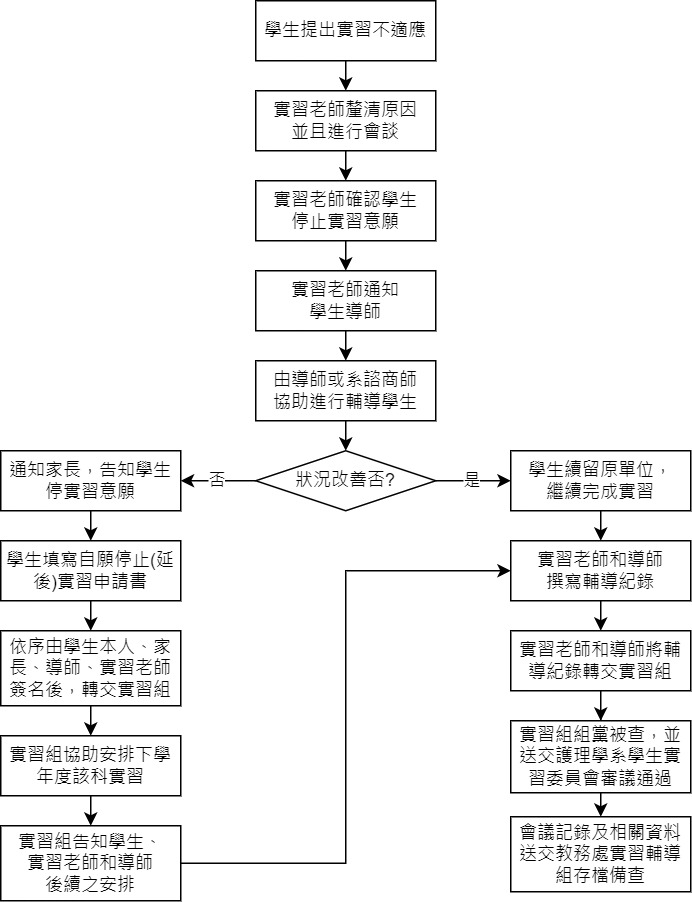 學生提出實習不適應
實習老師釐清原因
並且進行會談
實習老師確認學生
停止實習意願
實習老師通知
學生導師
由導師或系諮商師
協助進行輔導學生
狀況改善否?
否
是
通知家長，告知學生
停實習意願
學生填寫自願停止(延
後)實習申請書
依序由學生本人、家
長、導師、實習老師
簽名後，轉交實習組
實習組協助安排下學
年度該科實習
實習組告知學生、
實習老師和導師
後續之安排
學生續留原單位，
繼續完成實習
實習老師和導師
撰寫輔導紀錄
實習老師和導師將輔
導紀錄轉交實習組
實習組組黨被查，並
送交護理學系學生實
習委員會審議通過
會議記錄及相關資料
送交教務處實習輔導
組存檔備查